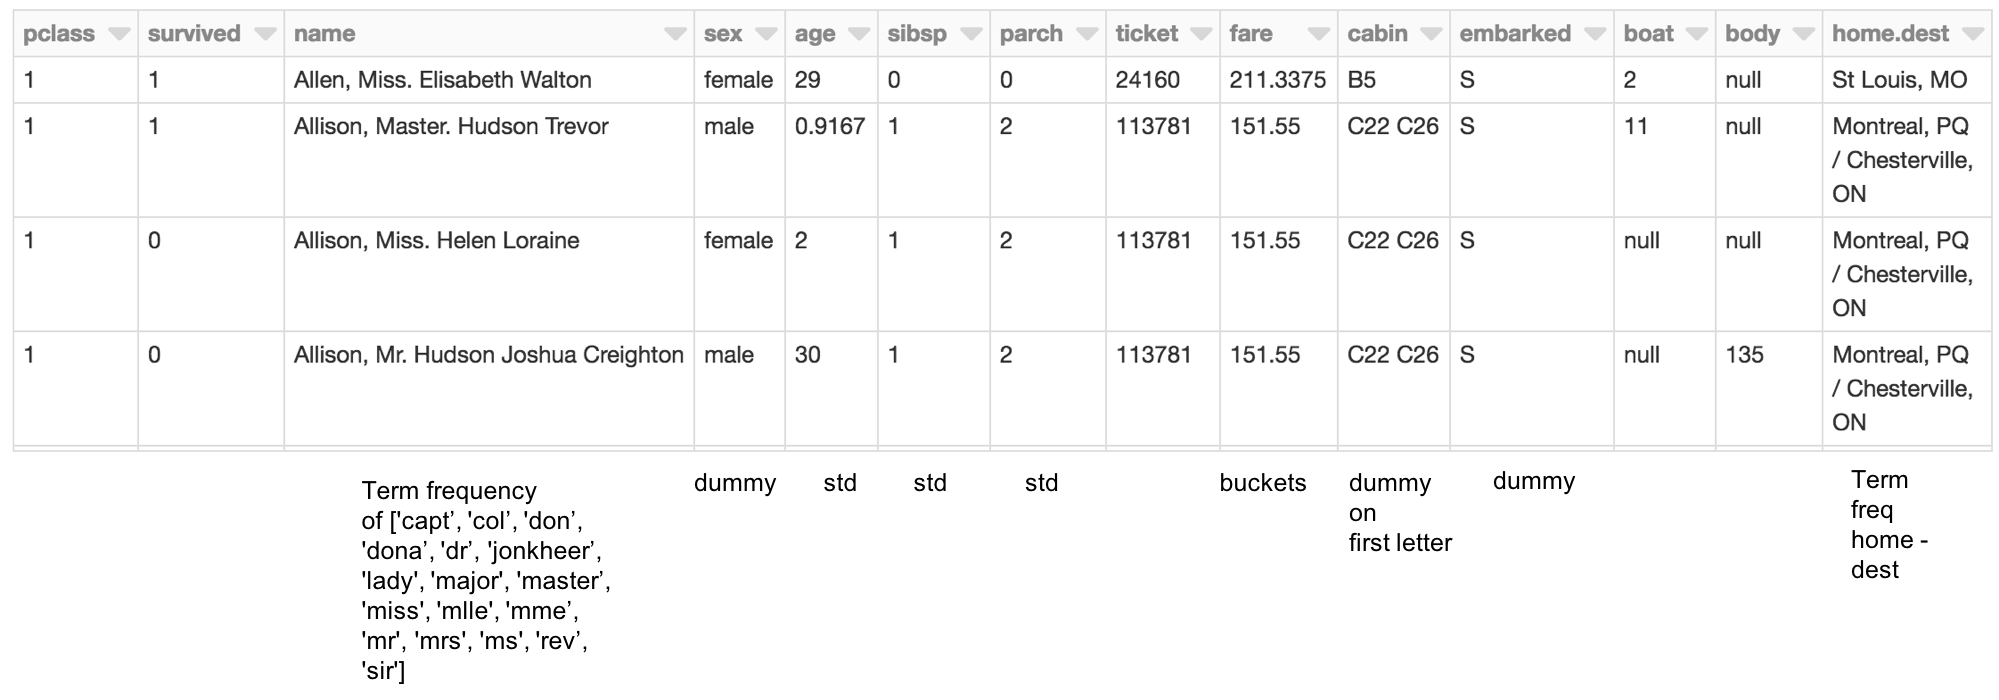 pclass survived name sex age sibsp parch ticket fare cabin embarked boat body home.dest
1 1 Allen, Miss. Elisabeth Walton female 29 0 0 24160 211.3375 B5 S 2 null St Louis, MO
1 1 Allison, Master. Hudson Trevor male 0.9167 1 2 113781 151.55 C22 C26 S 11 null Montreal, PQ
/ Chesterville,
ON
1 0 Allison, Miss. Helen Loraine female 2 1 2 113781 151.55 C22 C26 S null null Montreal, PQ
/ Chesterville,
ON
1 0 Allison, Mr. Hudson Joshua Creighton male 30 1 2 113781 151.55 C22 C26 S null 135 Montreal, PQ
/ Chesterville,
ON
Term frequency
of ['capt’, 'col’, 'don’,
'dona’, 'dr’, 'jonkheer’,
'lady', 'major', 'master’,
'miss', 'mlle', 'mme’,
'mr', 'mrs', 'ms', 'rev’,
'sir']
dummy
std
std
std
buckets
dummy
on
first letter
dummy
Term
freq
home -
dest